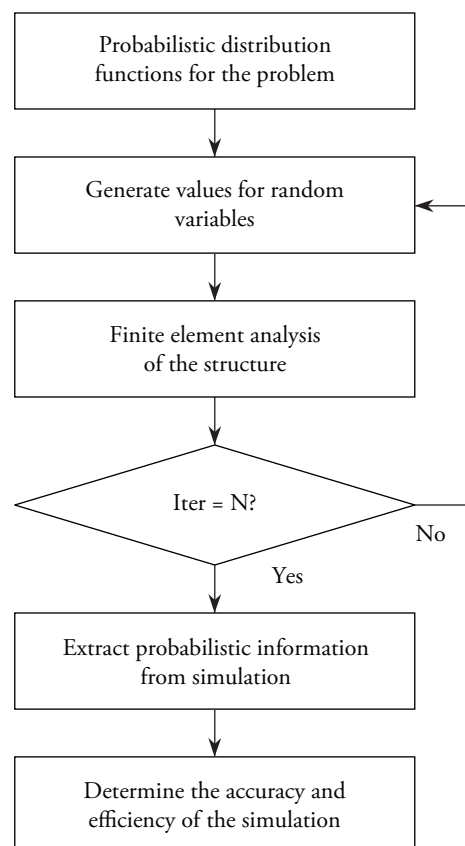 Probabilistic distribution
functions for the problem
Generate values for random
variables
Finite element analysis
of the structure
Iter = N?
No
Yes
Extract probabilistic information
from simulation
Determine the accuracy and
efficiency of the simulation